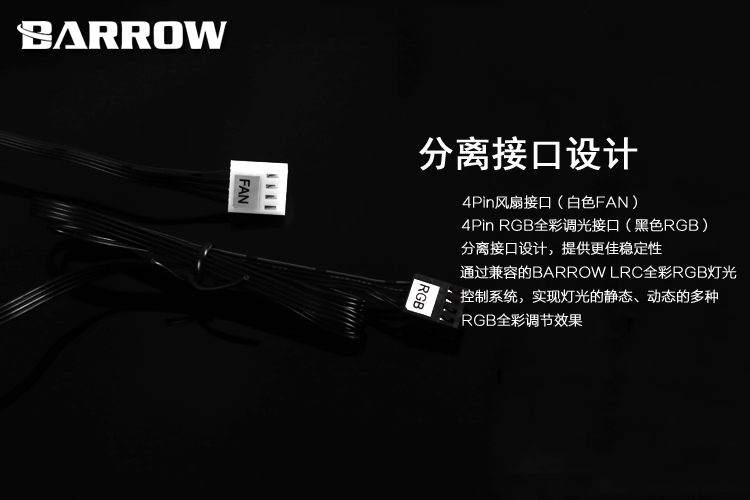 BARROW
分离接口设计
FAN
4Pin风扇接口（白色FAN）
4Pin RGB全彩调光接口（黑色RGB）
分离接口设计，提供更佳稳定性
通过兼容的BARROW LRC全彩RGB灯光
控制系统，实现灯光的静态、动态的多种
RGB全彩调节效果
RGB